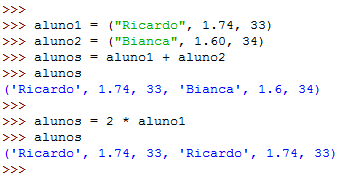 >>>
>>> aluno1 = ("Ricardo", 1.74, 33)
>>> aluno2 = ("Bianca", 1.60, 34)
>>> alunos = aluno1 + aluno2
>>> alunos
('Ricardo', 1.74, 33, 'Bianca', 1.6, 34)
>>>
>>> alunos = 2 * aluno1
>>> alunos
('Ricardo', 1.74, 33, 'Ricardo', 1.74, 33)
>>>